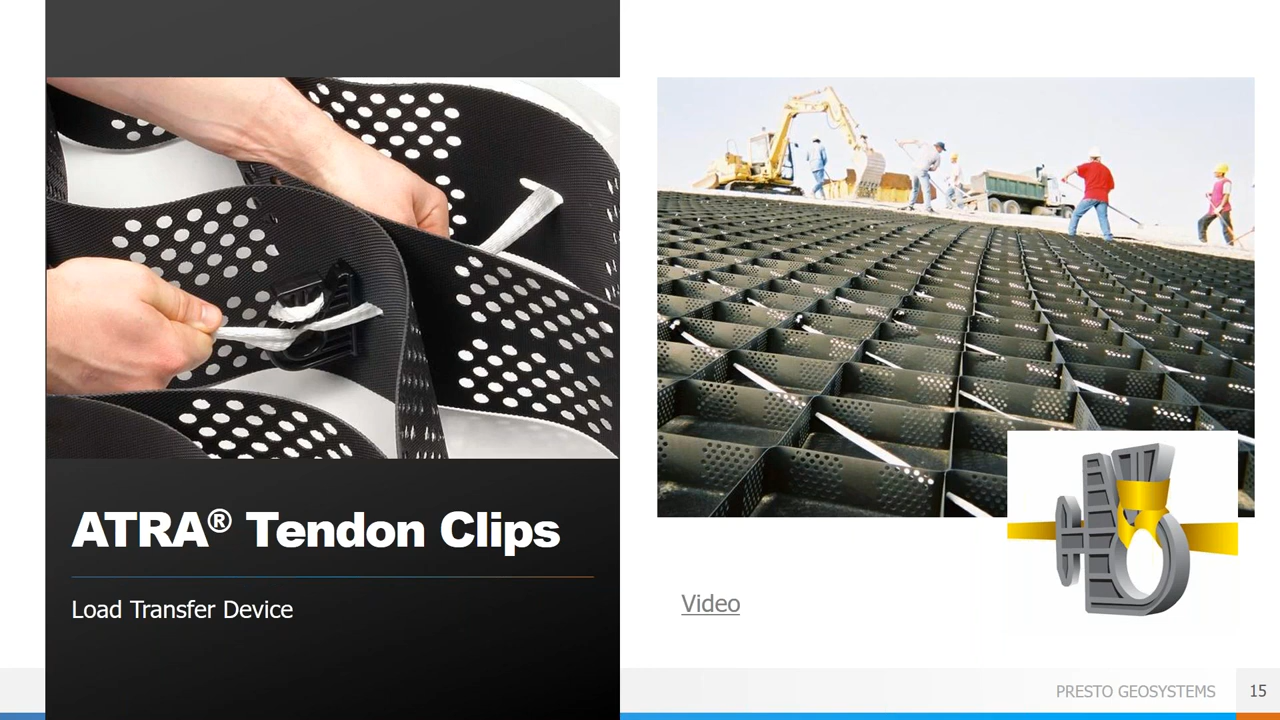 ATRA® Tendon Clips
Load Transfer Device
Video
PRESTO GEOSYSTEMS
15